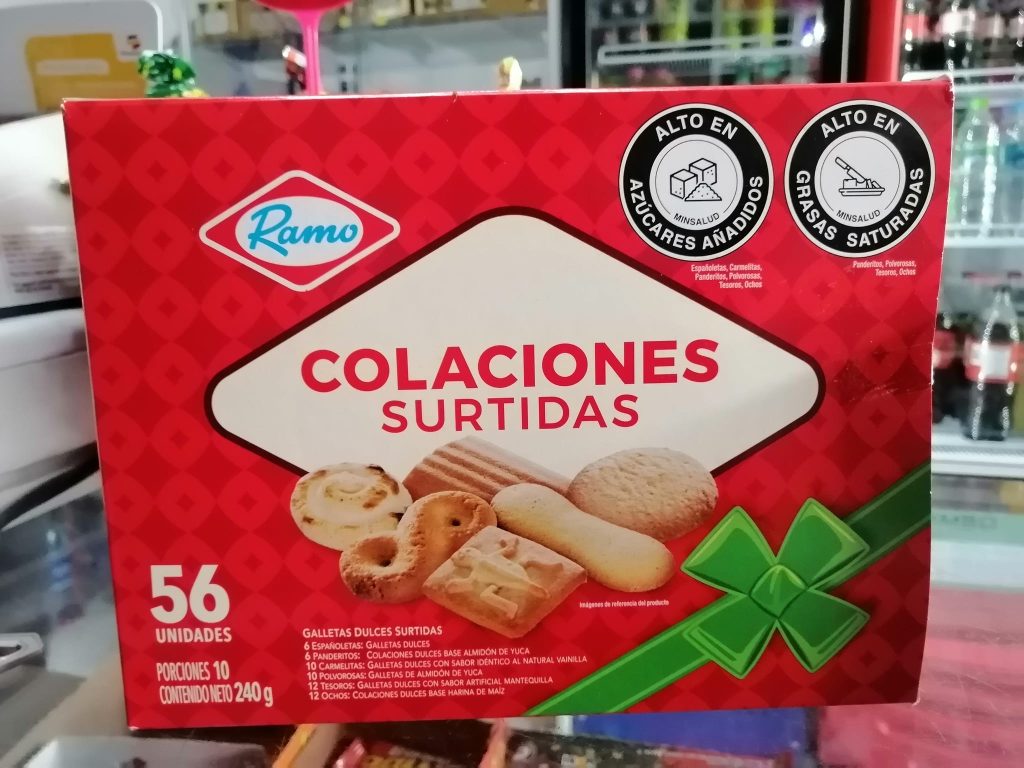 Ramo
ALTO EN
AZÚCARES AÑADIDOS
MINSALUD
Españoletas, Carmelitas,
Panderitos, Polvorosas,
Tesoros, Ochos
ALTO EN
GRASAS SATURADAS
MINSALUD
Panderitos, Polvorosas,
Tesoros, Ochos
COLACIONES
SURTIDAS
Imágenes de referencia del producto
56
UNIDADES
PORCIONES 10
CONTENIDO NETO 240 g
GALLETAS DULCES SURTIDAS
6 ESPAÑOLETAS: GALLETAS DULCES
6 PANDERITOS: COLACIONES DULCES BASE ALMIDÓN DE YUCA
10 CARMELITAS: GALLETAS DULCES CON SABOR IDÉNTICO AL NATURAL VAINILLA
10 POLVOROSAS: GALLETAS DE ALMIDÓN DE YUCA
12 TESOROS: GALLETAS DULCES CON SABOR ARTIFICIAL MANTEQUILLA
12 OCHOS: COLACIONES DULCES BASE HARINA DE MAÍZ